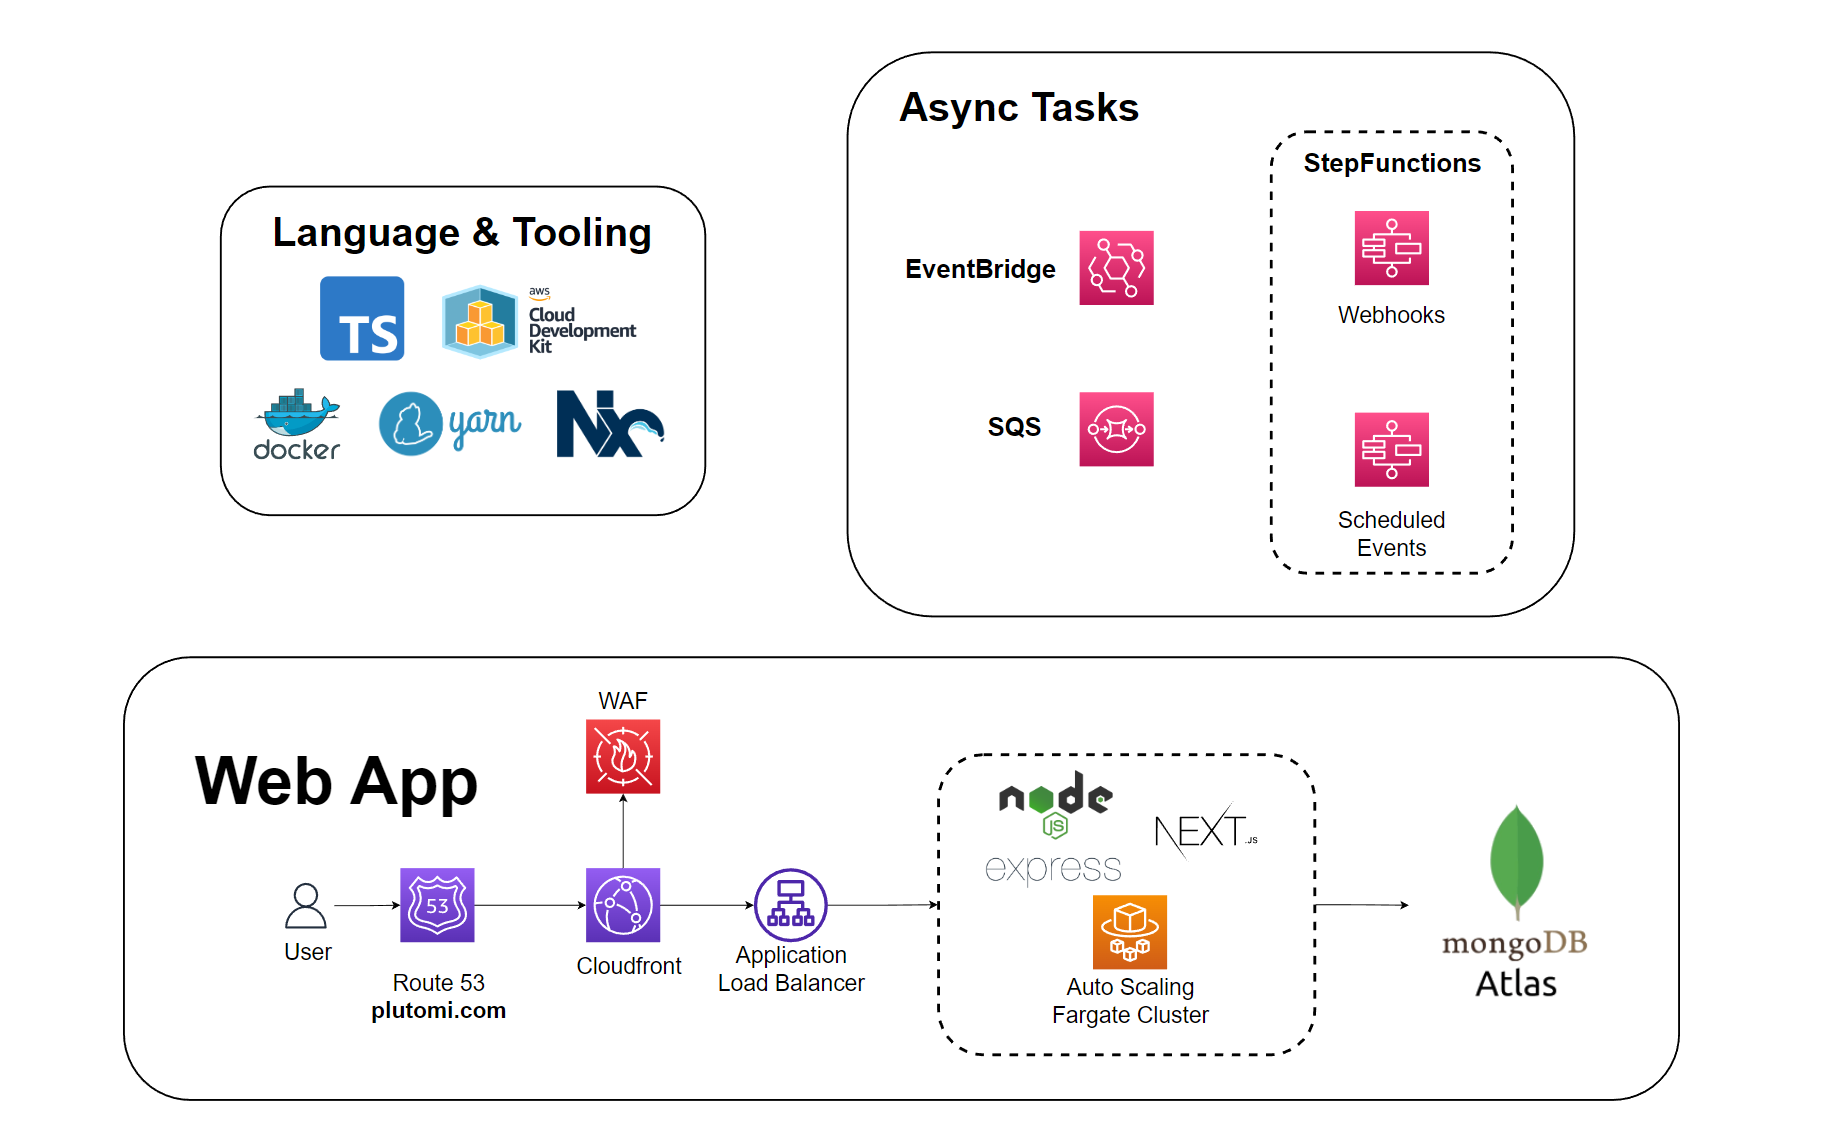 Async Tasks
StepFunctions
EventBridge
Webhooks
SQS
Scheduled
Events
Language & Tooling
TS
aws
Cloud
Development
Kit
docker
yarn
Nx
Web App
WAF
User
53
Route 53
plutomi.com
Cloudfront
Application
Load Balancer
node
JS
express
NEXT.JS
Auto Scaling
Fargate Cluster
mongoDB
Atlas